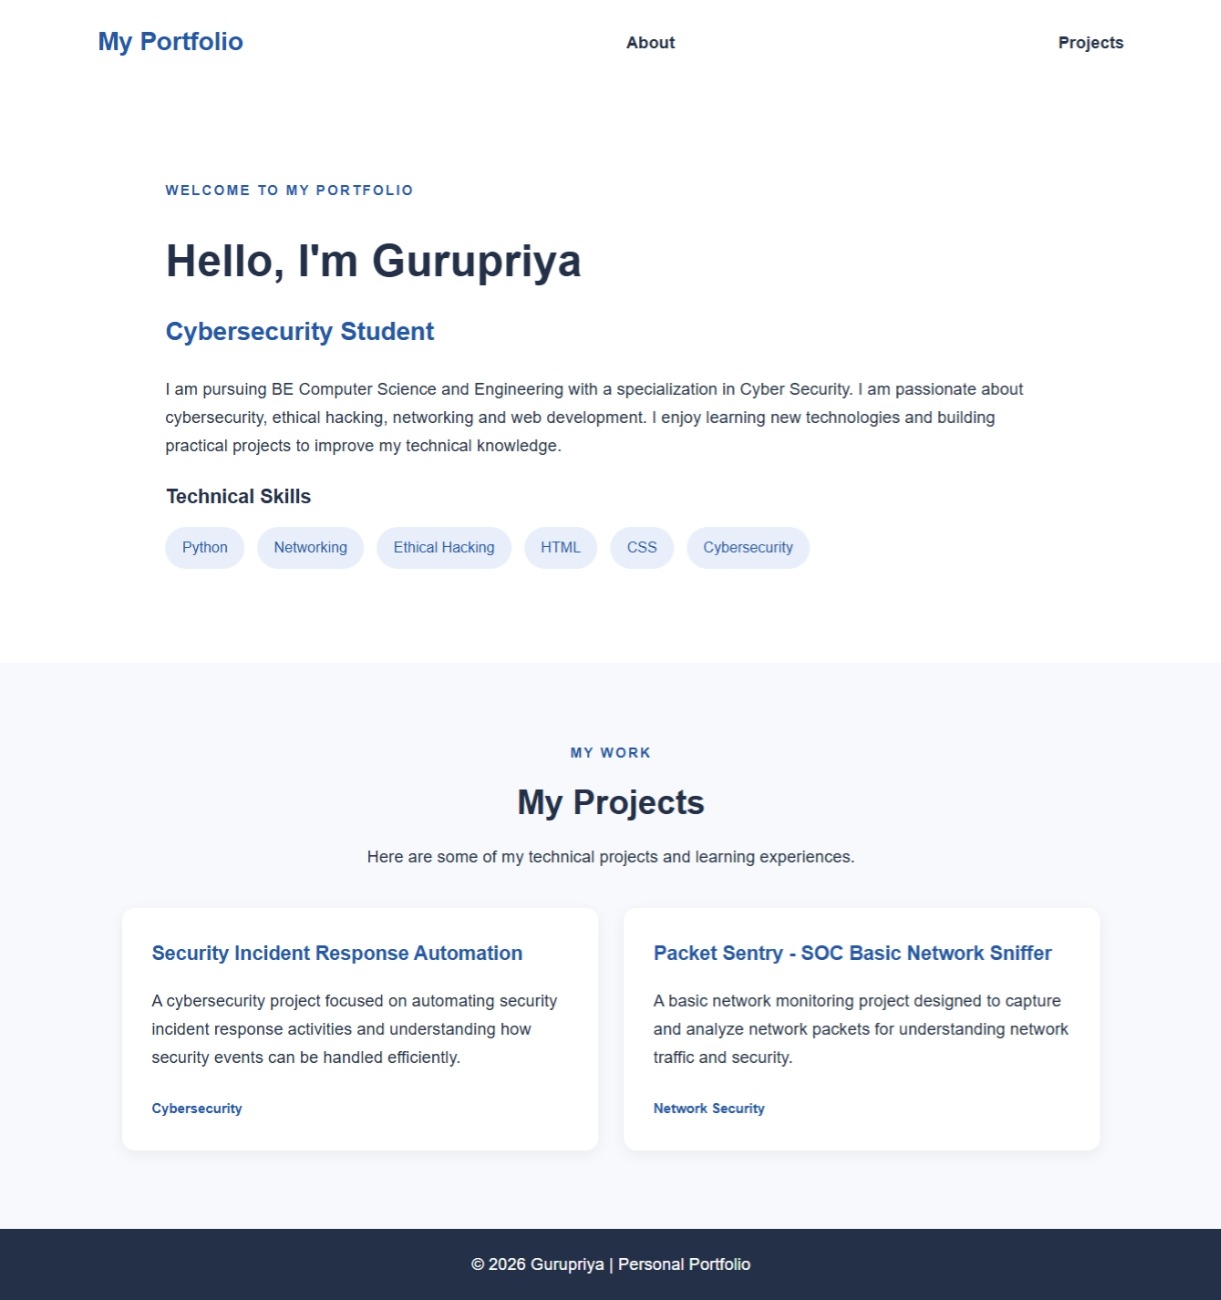 My Portfolio
About
Projects
WELCOME TO MY PORTFOLIO
Hello, I'm Gurupriya
Cybersecurity Student
I am pursuing BE Computer Science and Engineering with a specialization in Cyber Security. I am passionate about
cybersecurity, ethical hacking, networking and web development. I enjoy learning new technologies and building
practical projects to improve my technical knowledge.
Technical Skills
Python
Networking
Ethical Hacking
HTML
CSS
Cybersecurity
MY WORK
My Projects
Here are some of my technical projects and learning experiences.
Security Incident Response Automation
A cybersecurity project focused on automating security
incident response activities and understanding how
security events can be handled efficiently.
Cybersecurity
Packet Sentry - SOC Basic Network Sniffer
A basic network monitoring project designed to capture
and analyze network packets for understanding network
traffic and security.
Network Security
© 2026 Gurupriya | Personal Portfolio